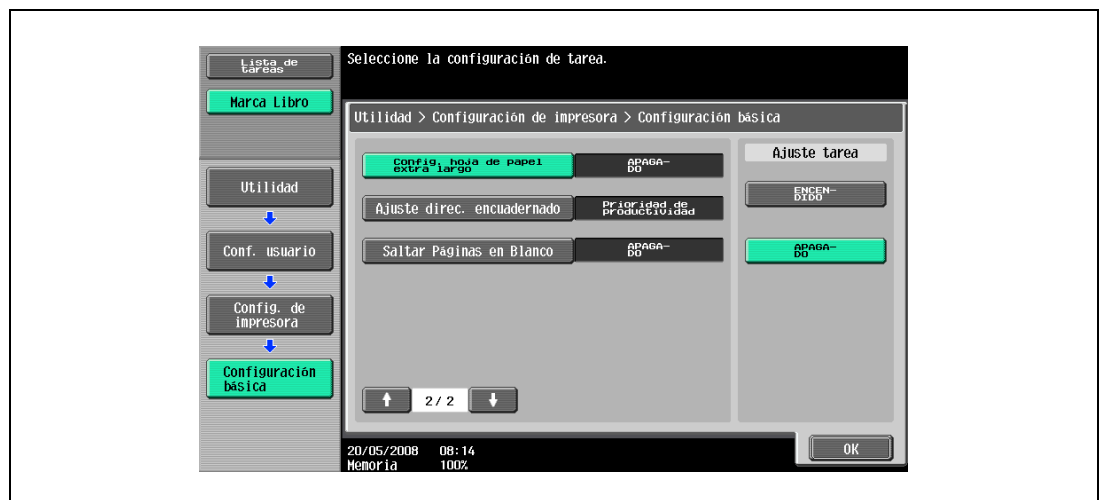 Lista de
tareas
Seleccione la configuración de tarea.
Marca Libro
Utilidad > Configuración de impresora > Configuración básica
Config. hoja de papel
extra largo
APAGA-
DO
Ajuste tarea
Utilidad
Ajuste direc. encuadernado
Prioridad de
productividad
ENCEN-
DIDO
Conf. usuario
Saltar Páginas en Blanco
APAGA-
DO
APAGA-
DO
Config. de
impresora
Configuración
básica
2/2
20/05/2008 08:14
Memoria 100%
OK